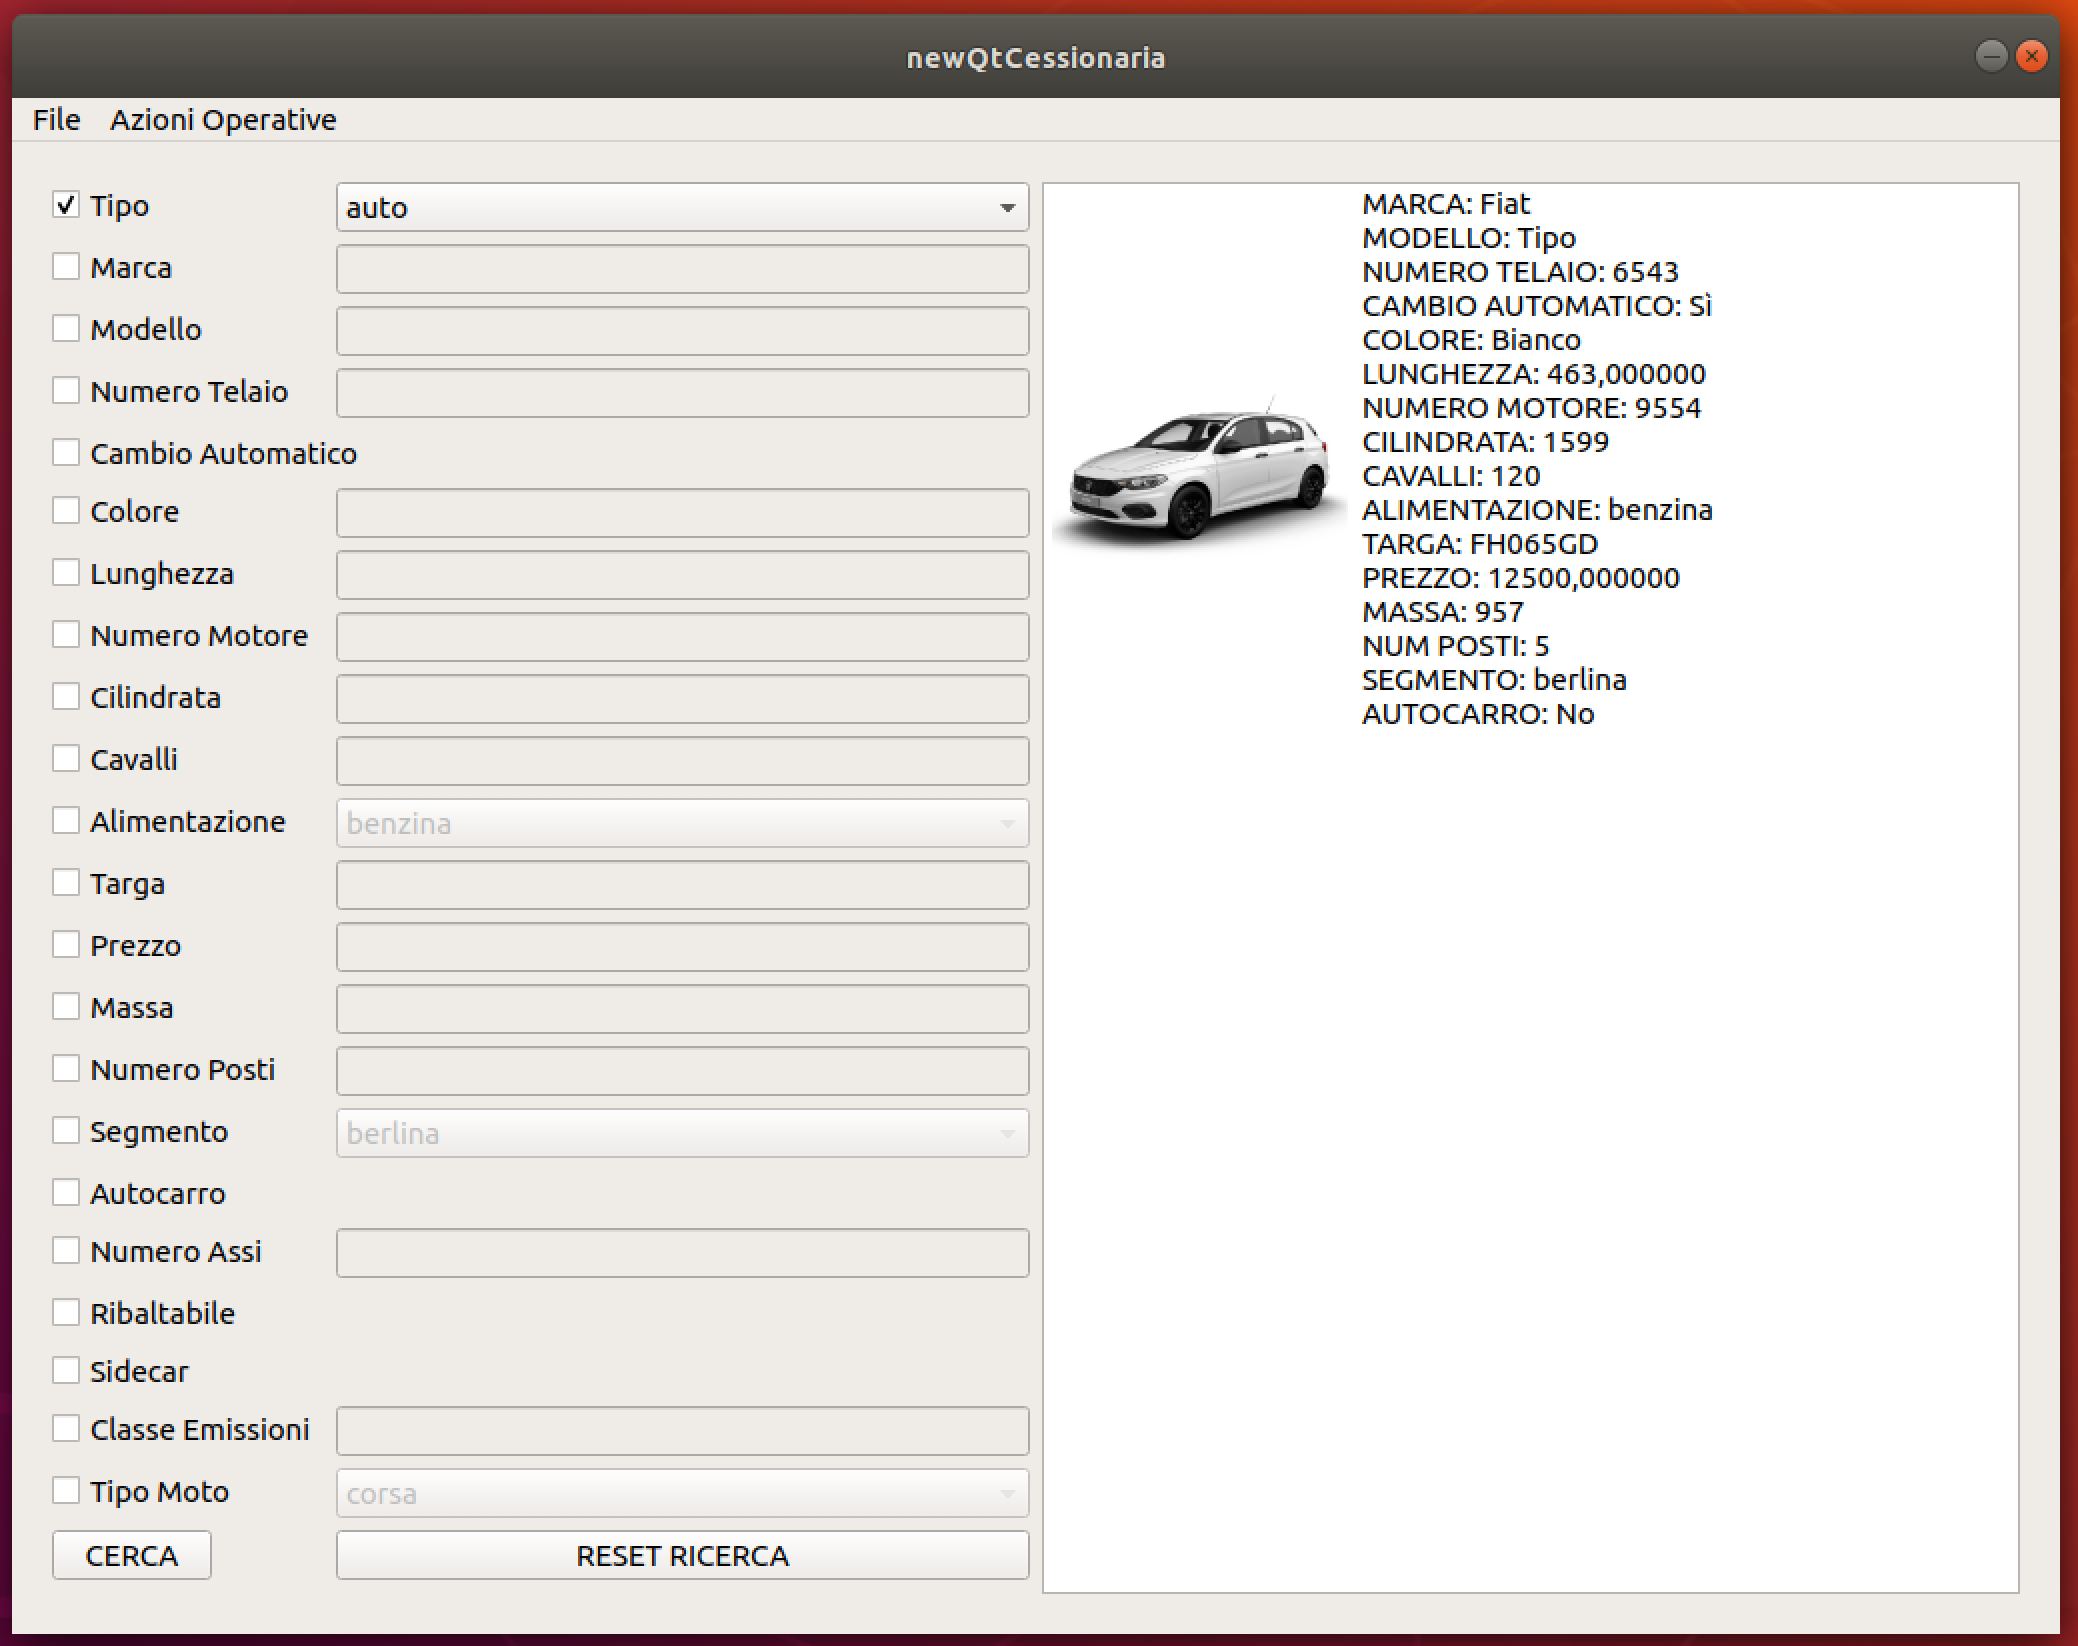 newQtCessionaria
File Azioni Operative
Tipo auto
Marca
Modello
Numero Telaio
Cambio Automatico
Colore
Lunghezza
Numero Motore
Cilindrata
Cavalli
Alimentazione benzina
Targa
Prezzo
Massa
Numero Posti
Segmento berlina
Autocarro
Numero Assi
Ribaltabile
Sidecar
Classe Emissioni
Tipo Moto corsa
CERCA RESET RICERCA
MARCA: Fiat
MODELLO: Tipo
NUMERO TELAIO: 6543
CAMBIO AUTOMATICO: Sì
COLORE: Bianco
LUNGHEZZA: 463,000000
NUMERO MOTORE: 9554
CILINDRATA: 1599
CAVALLI: 120
ALIMENTAZIONE: benzina
TARGA: FH065GD
PREZZO: 12500,000000
MASSA: 957
NUM POSTI: 5
SEGMENTO: berlina
AUTOCARRO: No